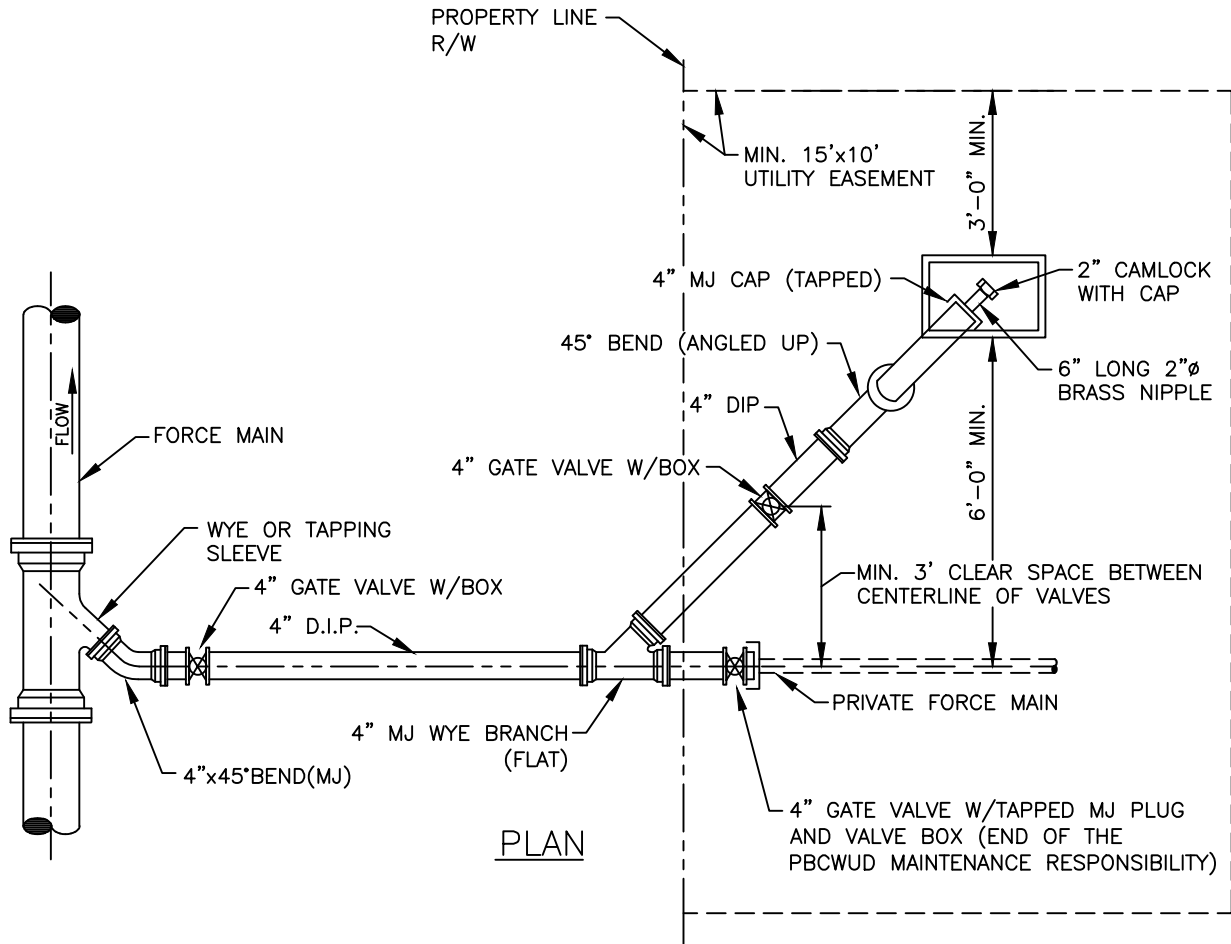 PROPERTY LINE
R/W
MIN. 15'x10'
UTILITY EASEMENT
3'-0" MIN.
4" MJ CAP (TAPPED)
2" CAMLOCK
WITH CAP
45° BEND (ANGLED UP)
6" LONG 2"ø
BRASS NIPPLE
4" DIP
FLOW
FORCE MAIN
4" GATE VALVE W/BOX
6'-0" MIN.
WYE OR TAPPING
SLEEVE
4" GATE VALVE W/BOX
MIN. 3' CLEAR SPACE BETWEEN
CENTERLINE OF VALVES
4" D.I.P.
PRIVATE FORCE MAIN
4" MJ WYE BRANCH
(FLAT)
4"x45°BEND(MJ)
4" GATE VALVE W/TAPPED MJ PLUG
AND VALVE BOX (END OF THE
PBCWUD MAINTENANCE RESPONSIBILITY)
PLAN